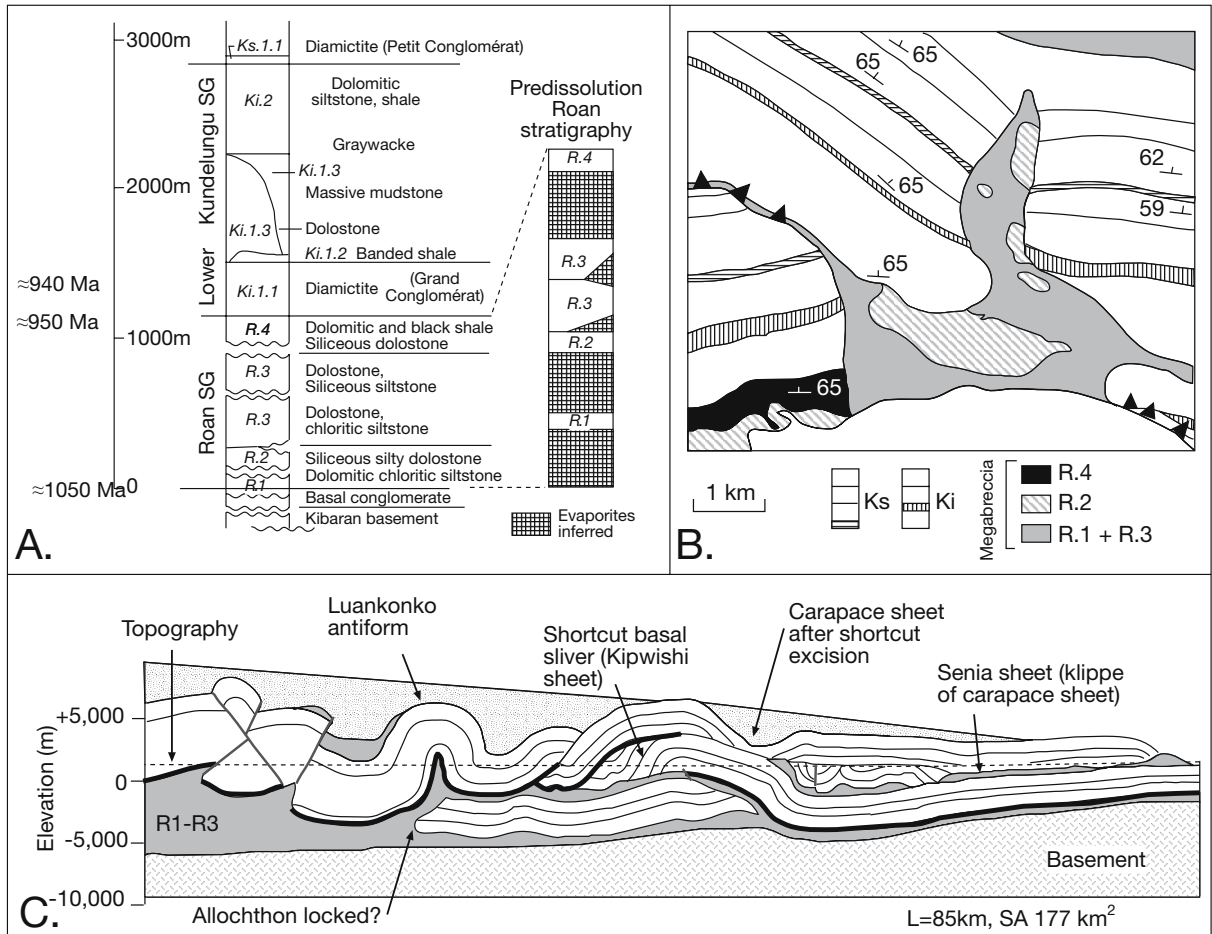 3000m
Ks.1.1
Diamictite (Petit Conglomérat)
Kundelungu SG
Ki.2
Dolomitic
siltstone, shale
Graywacke
Ki.1.3
2000m
Massive mudstone
Ki.1.3
Dolostone
Ki.1.2 Banded shale
Lower
≈940 Ma
Ki.1.1
Diamictite
(Grand
Conglomérat)
≈950 Ma
1000m
R.4
Dolomitic and black shale
Siliceous dolostone
Roan SG
R.3
Dolostone,
Siliceous siltstone
R.3
Dolostone,
chloritic siltstone
R.2
Siliceous silty dolostone
Dolomitic chloritic siltstone
≈1050 Ma
0
R.1
Basal conglomerate
Kibaran basement
Predissolution
Roan
stratigraphy
R.4
R.3
R.3
R.2
R.1
Evaporites
inferred
A.
65
65
65
62
59
65
65
B.
1 km
Ks
Ki
Megabreccia
R.4
R.2
R.1 + R.3
Topography
Luankonko
antiform
Shortcut basal
sliver (Kipwishi
sheet)
Carapace sheet
after shortcut
excision
Senia sheet (klippe
of carapace sheet)
Elevation (m)
+5,000
0
-5,000
-10,000
R1-R3
Basement
Allochthon locked?
C.
L=85km, SA 177 km²